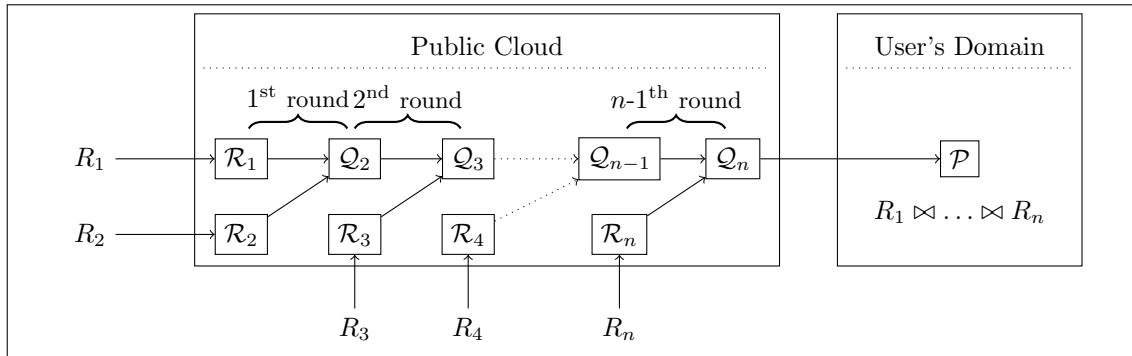 Public Cloud User's Domain
1st round 2nd round n-1th round
R1 ℛ1 𝒬2 𝒬3 𝒬n−1 𝒬n 𝒫
R1 ⋈ … ⋈ Rn
R2 ℛ2 ℛ3 ℛ4 ℛn
R3 R4 Rn